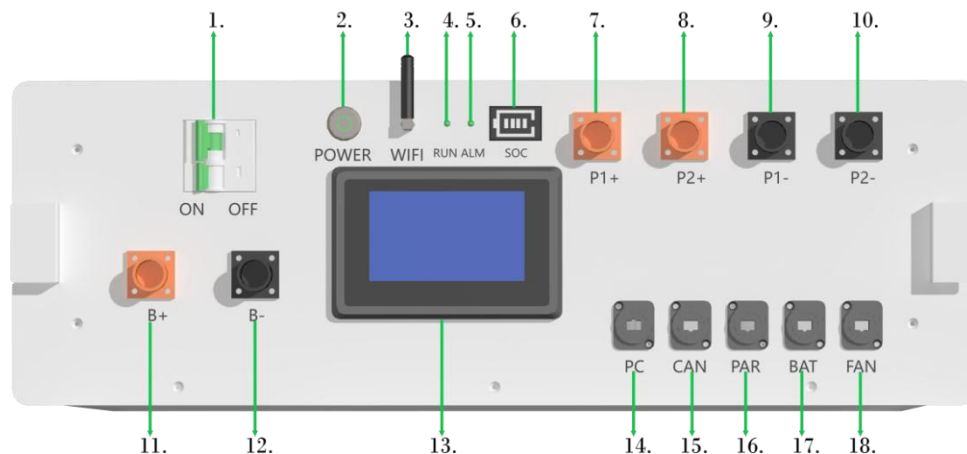 1. 2. 3. 4. 5. 6. 7. 8. 9. 10.
POWER WIFI RUN ALM SOC
P1+ P2+ P1- P2-
ON OFF
B+ B-
PC CAN PAR BAT FAN
11. 12. 13. 14. 15. 16. 17. 18.